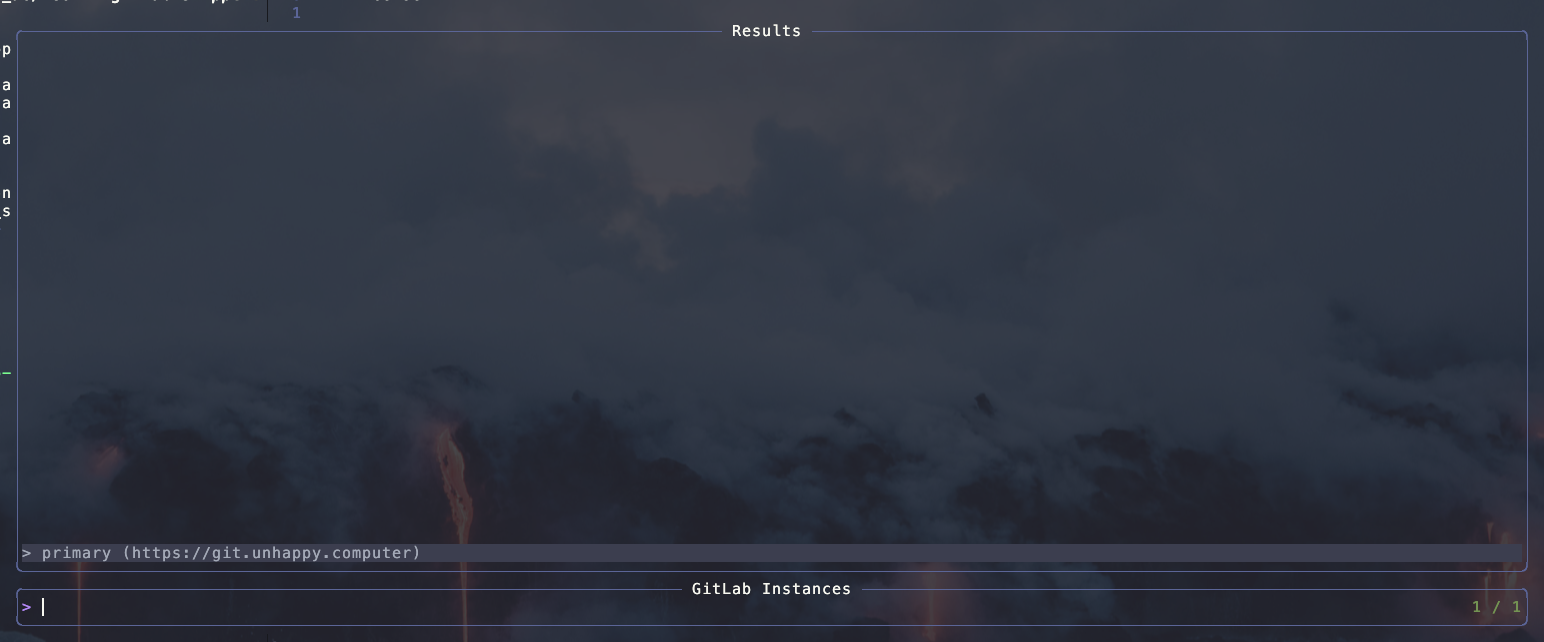 1
Results
p
a
a
a
n
s
> primary (https://git.unhappy.computer)
GitLab Instances
>
1 / 1